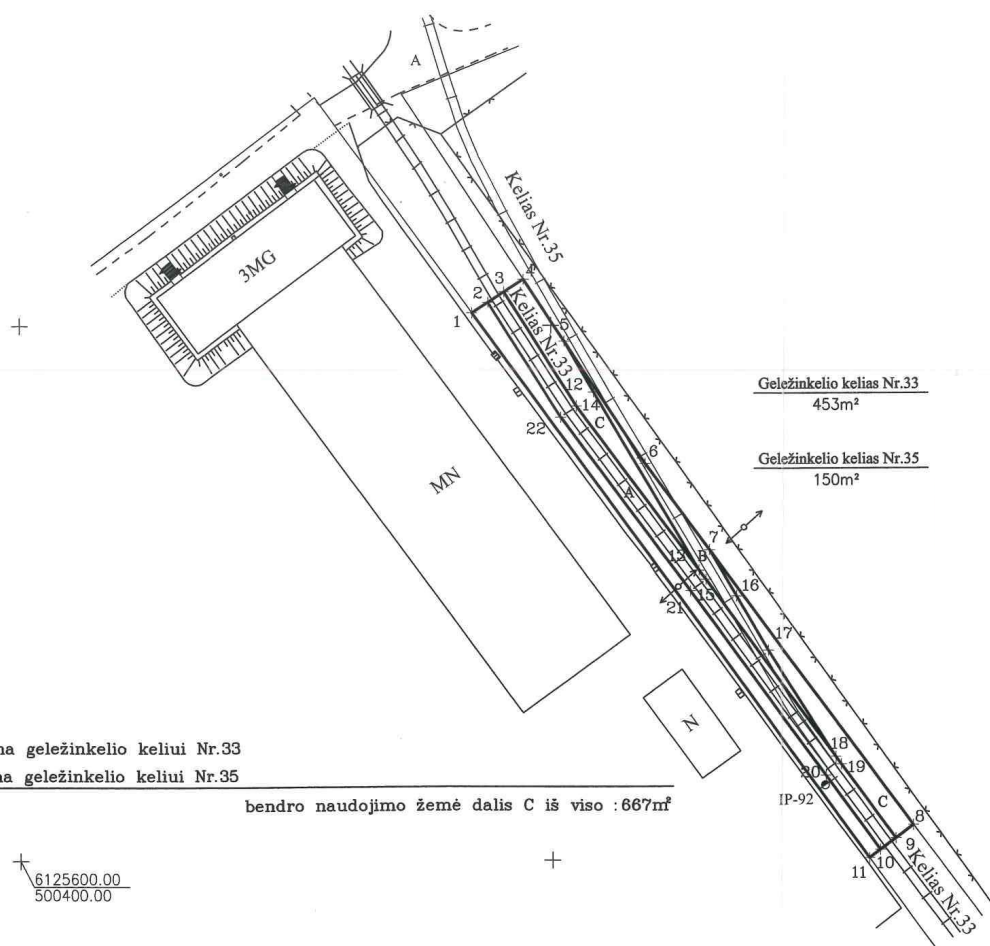 A
Kelias Nr.35
3MG
4
3
2
1
Kelias Nr.33
5
12
14
C
22
6
Geležinkelio kelias Nr.33
453m²
Geležinkelio kelias Nr.35
150m²
MN
A
7
13
B
15
16
21
17
Z
na geležinkelio keliui Nr.33
na geležinkelio keliui Nr.35
bendro naudojimo žemė dalis C iš viso :667m²
18
19
20
IP-92
C
8
9
10
11
Kelias Nr.33
6125600.00
500400.00